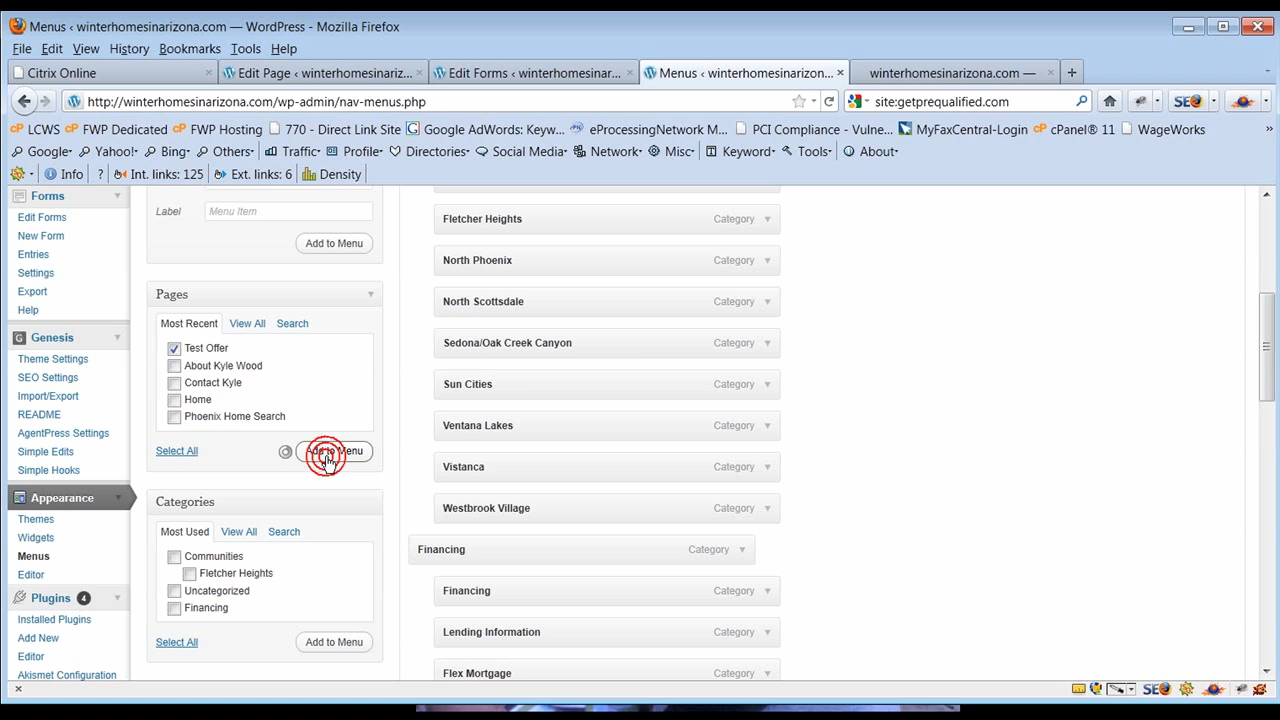 Menus ‹ winterhomesinarizona.com — WordPress - Mozilla Firefox
File Edit View History Bookmarks Tools Help
Citrix Online × Edit Page ‹ winterhomesinariz... × Edit Forms ‹ winterhomesinarizona... × Menus ‹ winterhomesinarizon... × winterhomesinarizona.com — × +
http://winterhomesinarizona.com/wp-admin/nav-menus.php site:getprequalified.com
LCWS FWP Dedicated FWP Hosting 770 - Direct Link Site Google AdWords: Keyw... eProcessingNetwork M... PCI Compliance - Vulne... MyFaxCentral-Login cPanel® 11 WageWorks »
Google Yahoo! Bing Others Traffic Profile Directories Social Media Network Misc Keyword Tools About
Info ? Int. links: 125 Ext. links: 6 Density
Forms
Edit Forms
New Form
Entries
Settings
Export
Help
Genesis
Theme Settings
SEO Settings
Import/Export
README
AgentPress Settings
Simple Edits
Simple Hooks
Appearance
Themes
Widgets
Menus
Editor
Plugins 4
Installed Plugins
Add New
Editor
Akismet Configuration
Label Menu Item
Add to Menu
Pages
Most Recent View All Search
Test Offer
About Kyle Wood
Contact Kyle
Home
Phoenix Home Search
Select All Add to Menu
Categories
Most Used View All Search
Communities
Fletcher Heights
Uncategorized
Financing
Select All Add to Menu
Fletcher Heights Category
North Phoenix Category
North Scottsdale Category
Sedona/Oak Creek Canyon Category
Sun Cities Category
Ventana Lakes Category
Vistanca Category
Westbrook Village Category
Financing Category
Financing Category
Lending Information Category
Flex Mortgage Category
×